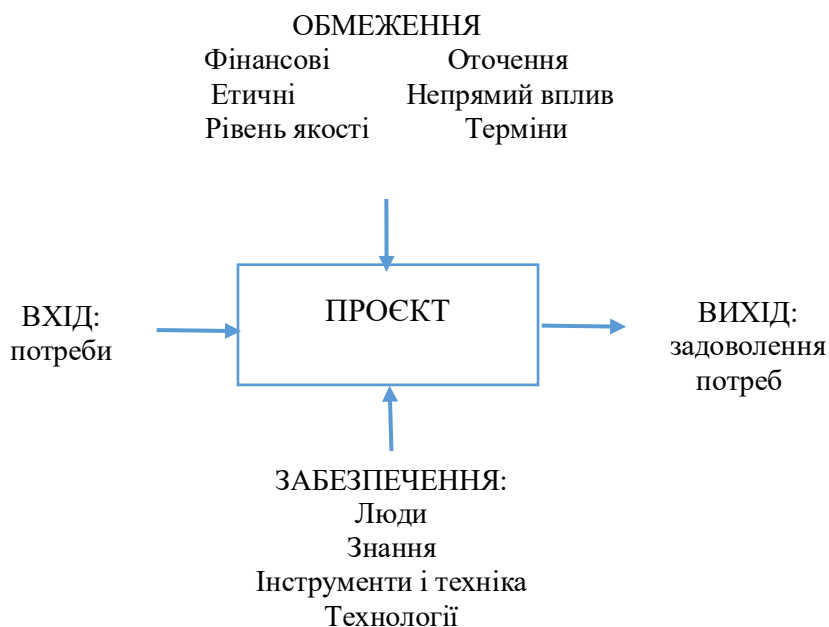 ОБМЕЖЕННЯ
Фінансові Оточення
Етичні Непрямий вплив
Рівень якості Терміни
ПРОЄКТ
ВХІД:
потреби
ВИХІД:
задоволення
потреб
ЗАБЕЗПЕЧЕННЯ:
Люди
Знання
Інструменти і техніка
Технології